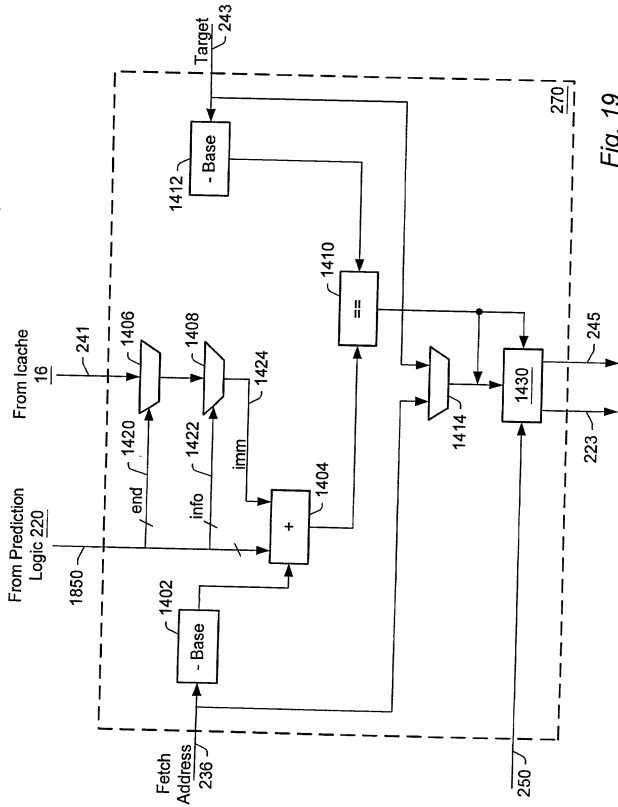 From Prediction
Logic 220
From Icache
16
1850
241
1406
1420
end
1408
1422
info
1424
imm
Target
243
- Base
1412
- Base
1402
+
1404
==
1410
Fetch
Address
236
1414
1430
250
223
245
270
Fig. 19